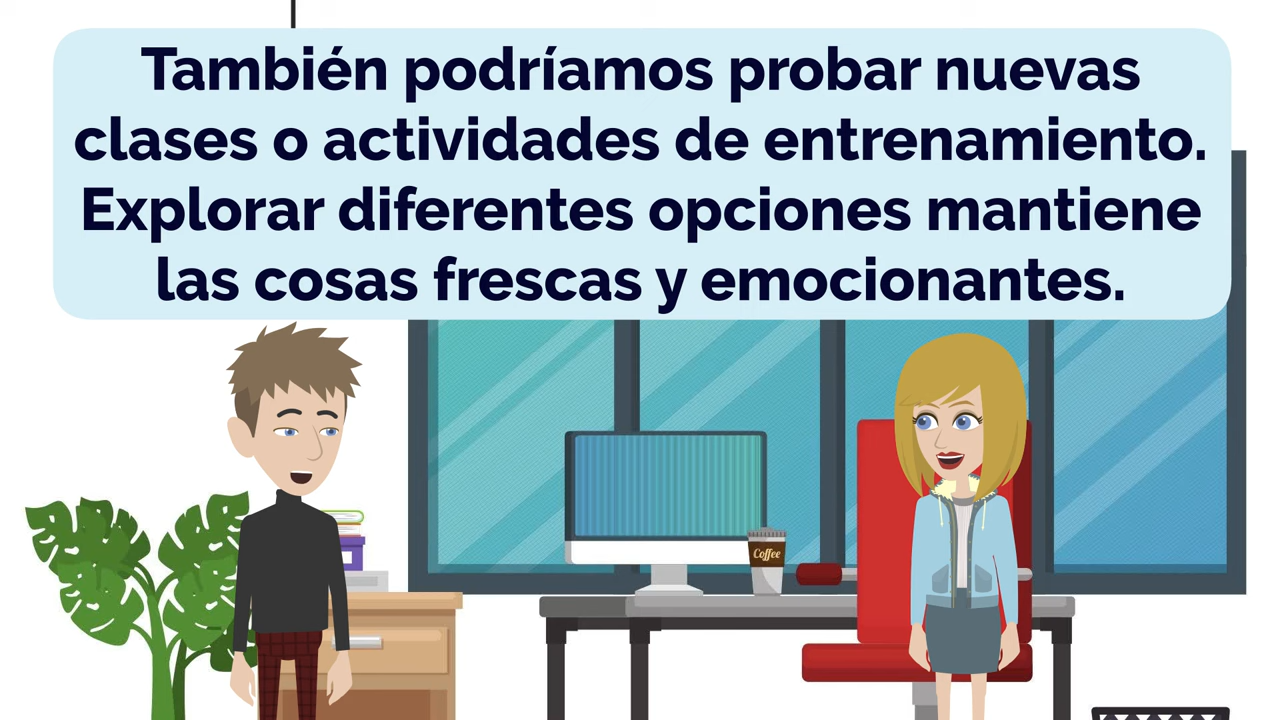 También podríamos probar nuevas
clases o actividades de entrenamiento.
Explorar diferentes opciones mantiene
las cosas frescas y emocionantes.
Coffee